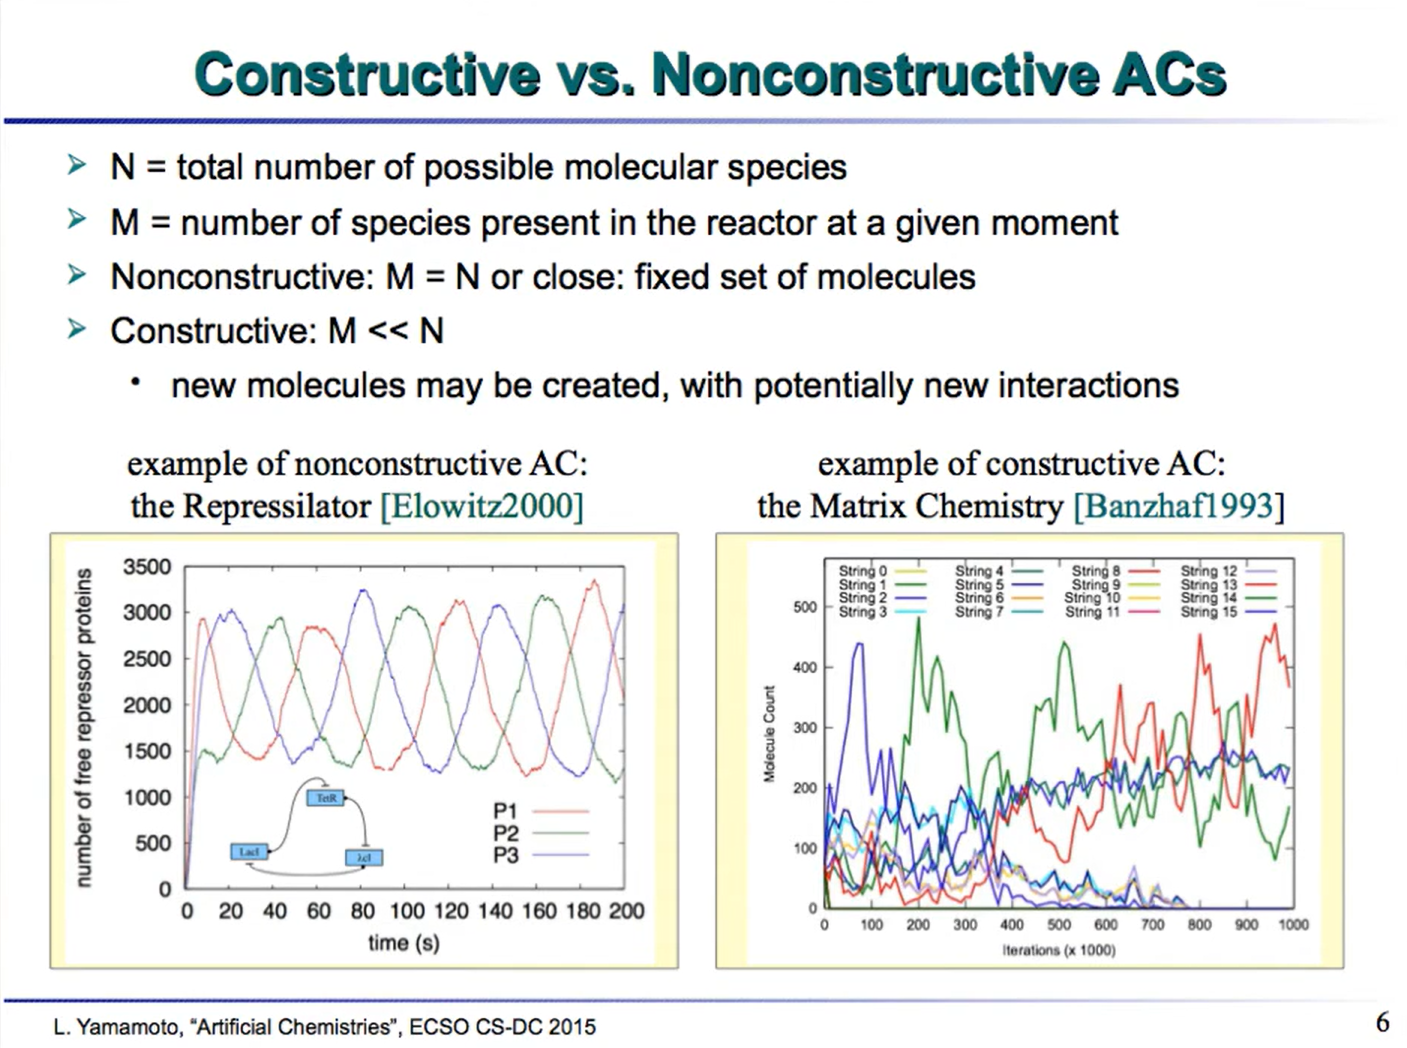 Constructive vs. Nonconstructive ACs
N = total number of possible molecular species
M = number of species present in the reactor at a given moment
Nonconstructive: M = N or close: fixed set of molecules
Constructive: M << N
• new molecules may be created, with potentially new interactions
example of nonconstructive AC:
the Repressilator [Elowitz2000]
number of free repressor proteins
3500
3000
2500
2000
1500
1000
500
0
TetR
LacI
λcI
P1
P2
P3
0 20 40 60 80 100 120 140 160 180 200
time (s)
example of constructive AC:
the Matrix Chemistry [Banzhaf1993]
String 0 String 4 String 8 String 12
String 1 String 5 String 9 String 13
String 2 String 6 String 10 String 14
String 3 String 7 String 11 String 15
Molecule Count
500
400
300
200
100
0
0 100 200 300 400 500 600 700 800 900 1000
Iterations (x 1000)
L. Yamamoto, “Artificial Chemistries”, ECSO CS-DC 2015
6